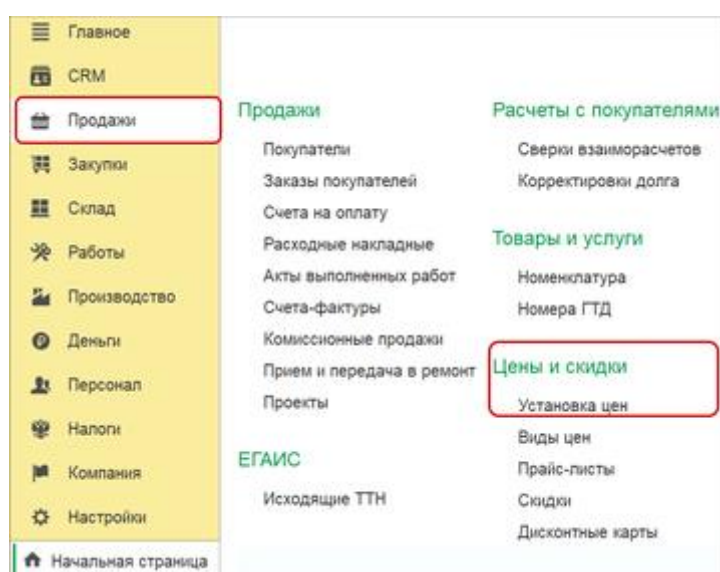 Главное
CRM
Продажи
Закупки
Склад
Работы
Производство
Деньги
Персонал
Налоги
Компания
Настройки
Начальная страница
Продажи
Покупатели
Заказы покупателей
Счета на оплату
Расходные накладные
Акты выполненных работ
Счета-фактуры
Комиссионные продажи
Прием и передача в ремонт
Проекты
ЕГАИС
Исходящие ТТН
Расчеты с покупателями
Сверки взаиморасчетов
Корректировки долга
Товары и услуги
Номенклатура
Номера ГТД
Цены и скидки
Установка цен
Виды цен
Прайс-листы
Скидки
Дисконтные карты